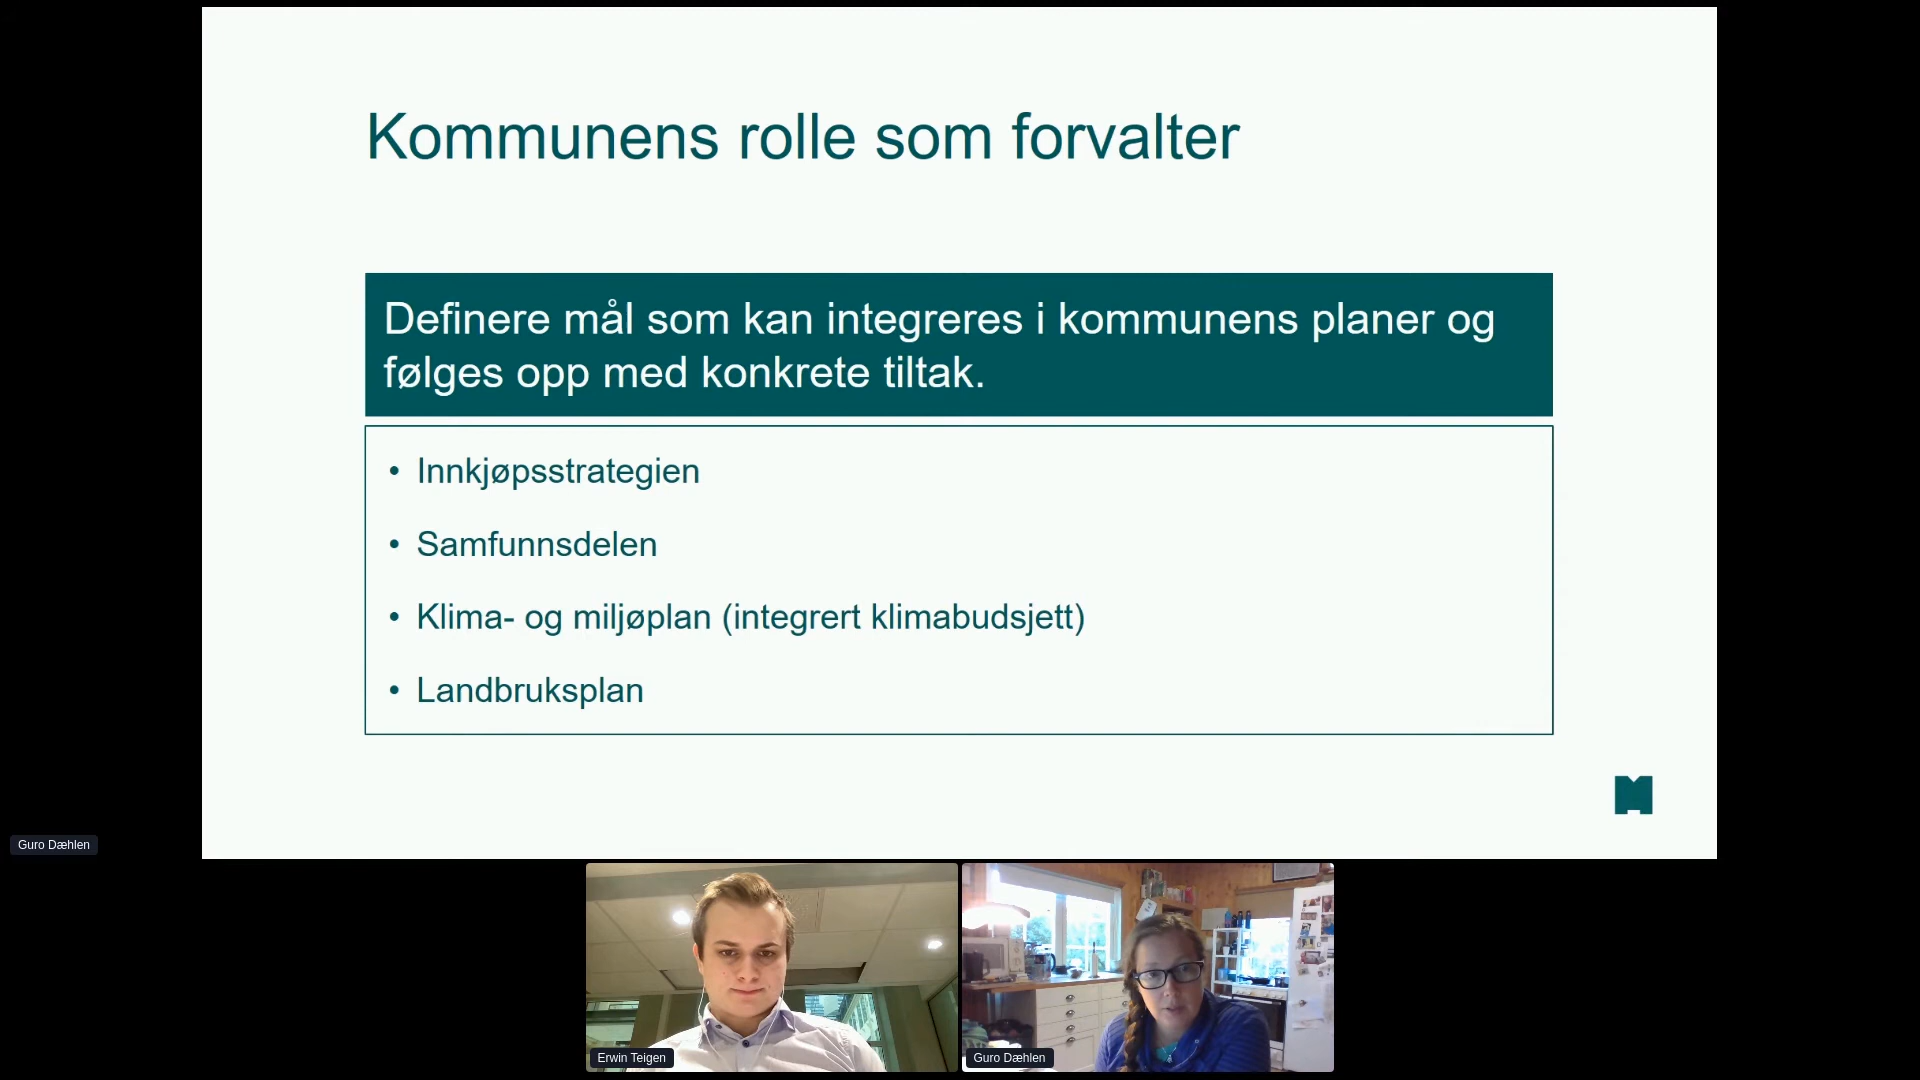 Kommunens rolle som forvalter
Definere mål som kan integreres i kommunens planer og
følges opp med konkrete tiltak.
• Innkjøpsstrategien
• Samfunnsdelen
• Klima- og miljøplan (integrert klimabudsjett)
• Landbruksplan
Guro Dæhlen
Erwin Teigen
Guro Dæhlen